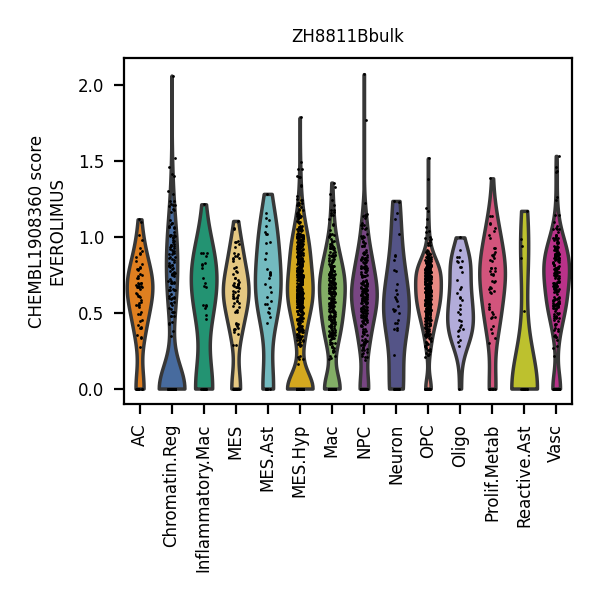 ZH8811Bbulk
CHEMBL1908360 score
EVEROLIMUS
2.0
1.5
1.0
0.5
0.0
AC
Chromatin.Reg
Inflammatory.Mac
MES
MES.Ast
MES.Hyp
Mac
NPC
Neuron
OPC
Oligo
Prolif.Metab
Reactive.Ast
Vasc